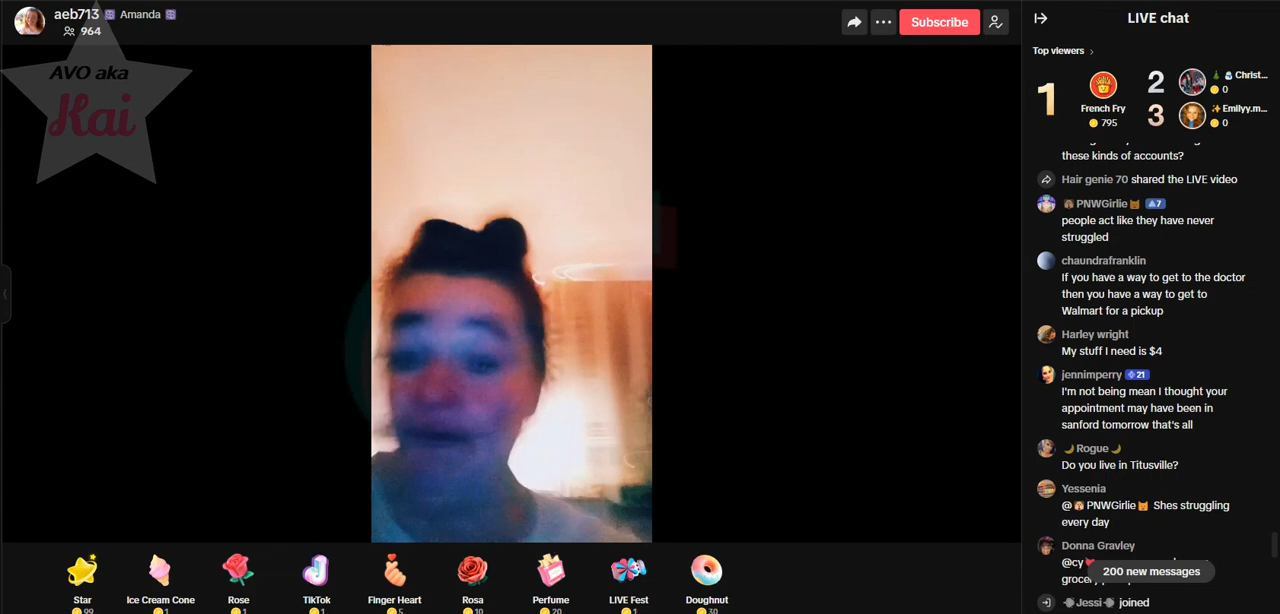 aeb713 Amanda
964
Subscribe
LIVE chat
AVO aka
Kai
Top viewers
1
French Fry
795
2
Christ...
0
3
Emilyy.m...
0
these kinds of accounts?
Hair genie 70 shared the LIVE video
PNWGirlie 7
people act like they have never
struggled
chaundrafranklin
If you have a way to get to the doctor
then you have a way to get to
Walmart for a pickup
Harley wright
My stuff I need is $4
jennimperry 21
I'm not being mean I thought your
appointment may have been in
sanford tomorrow that's all
Rogue
Do you live in Titusville?
Yessenia
@PNWGirlie Shes struggling
every day
Donna Gravley
@cy
200 new messages
Jessi joined
Star
99
Ice Cream Cone
1
Rose
1
TikTok
1
Finger Heart
5
Rosa
10
Perfume
20
LIVE Fest
1
Doughnut
30